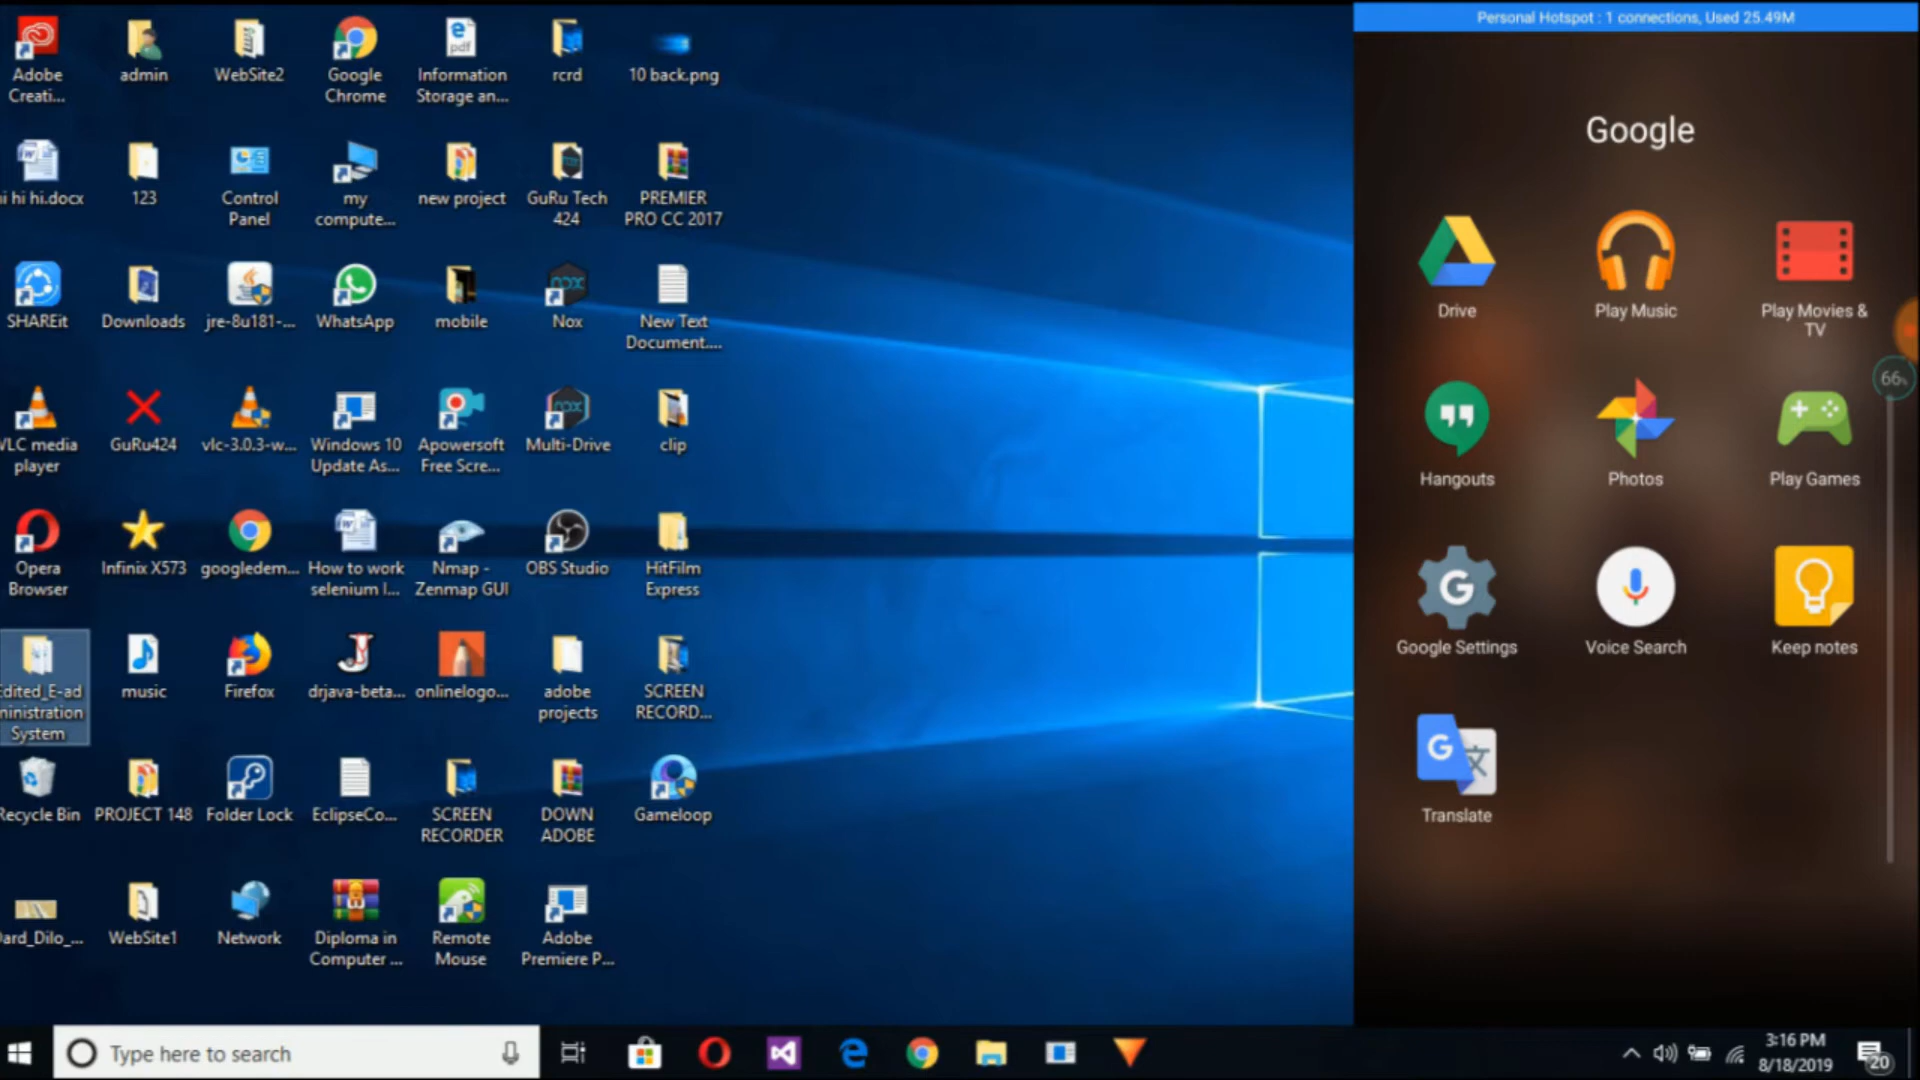 Adobe
Creati...
admin
WebSite2
Google
Chrome
Information
Storage an...
rcrd
10 back.png
hi hi.docx
123
Control
Panel
my
compute...
new project
GuRu Tech
424
PREMIER
PRO CC 2017
SHAREit
Downloads
jre-8u181-...
WhatsApp
mobile
Nox
New Text
Document....
VLC media
player
GuRu424
vlc-3.0.3-w...
Windows 10
Update As...
Apowersoft
Free Scre...
Multi-Drive
clip
Opera
Browser
Infinix X573
googledem...
How to work
selenium I...
Nmap -
Zenmap GUI
OBS Studio
HitFilm
Express
Edited_E-ad
ministration
System
music
Firefox
drjava-beta...
onlinelogo...
adobe
projects
SCREEN
RECORD...
Recycle Bin
PROJECT 148
Folder Lock
EclipseCo...
SCREEN
RECORDER
DOWN
ADOBE
Gameloop
Dard_Dilo_...
WebSite1
Network
Diploma in
Computer ...
Remote
Mouse
Adobe
Premiere P...
Personal Hotspot : 1 connections, Used 25.49M
Google
Drive
Play Music
Play Movies &
TV
66%
Hangouts
Photos
Play Games
Google Settings
Voice Search
Keep notes
Translate
Type here to search
3:16 PM
8/18/2019
20